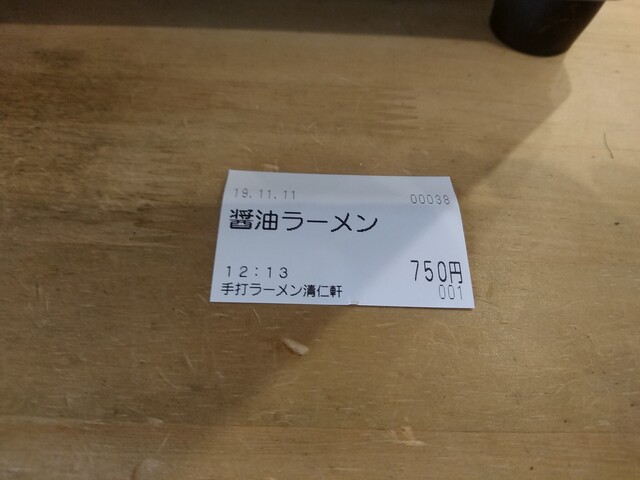 19.11.11 00038
醤油ラーメン
12:13 750円
手打ラーメン清仁軒 001